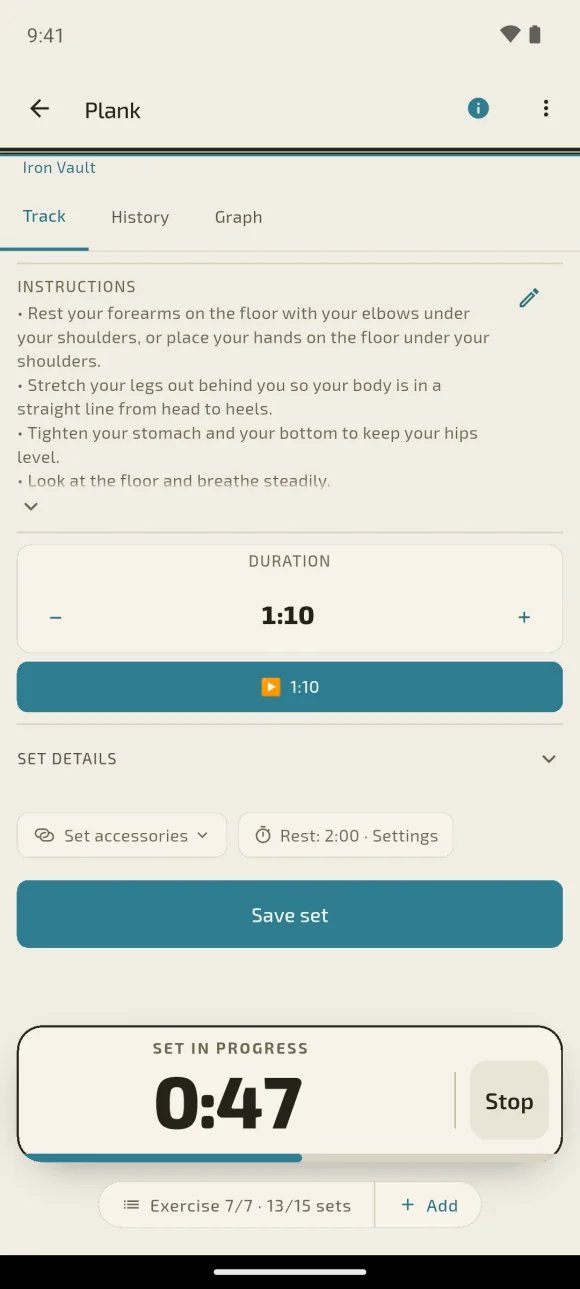 9:41
Plank
Iron Vault
Track History Graph
INSTRUCTIONS
• Rest your forearms on the floor with your elbows under
your shoulders, or place your hands on the floor under your
shoulders.
• Stretch your legs out behind you so your body is in a
straight line from head to heels.
• Tighten your stomach and your bottom to keep your hips
level.
• Look at the floor and breathe steadily.
DURATION
− 1:10 +
▶️ 1:10
SET DETAILS
Set accessories
Rest: 2:00 · Settings
Save set
SET IN PROGRESS
0:47
Stop
Exercise 7/7 · 13/15 sets
+ Add